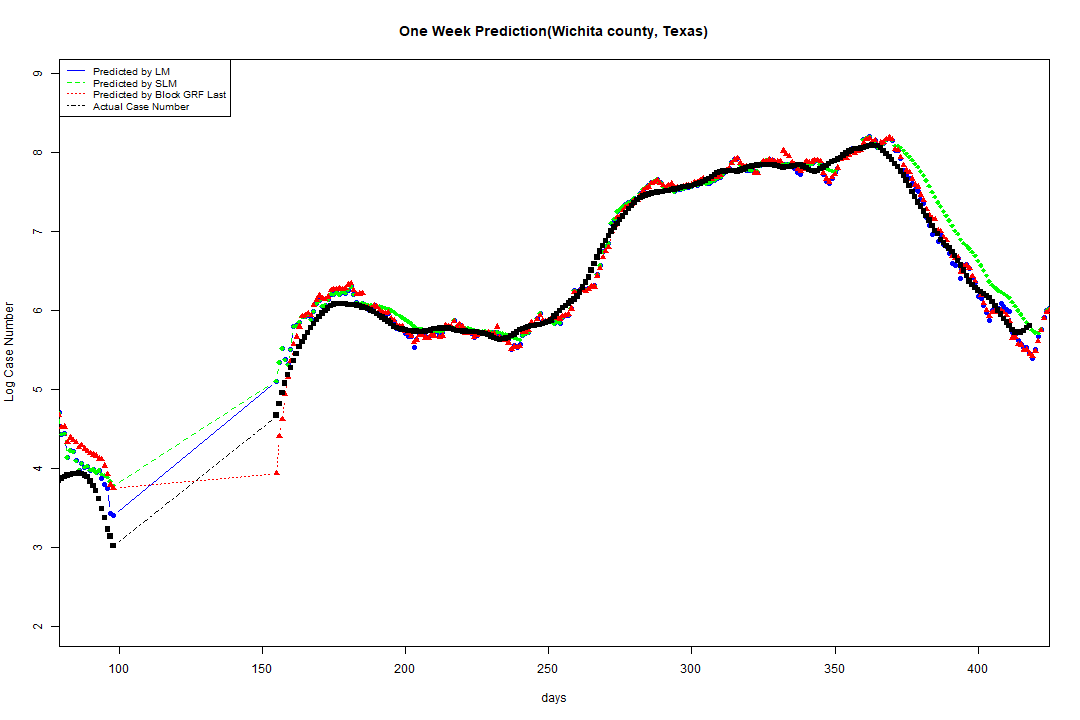 One Week Prediction(Wichita county, Texas)
Predicted by LM
Predicted by SLM
Predicted by Block GRF Last
Actual Case Number
9
8
7
6
5
4
3
2
Log Case Number
100 150 200 250 300 350 400
days